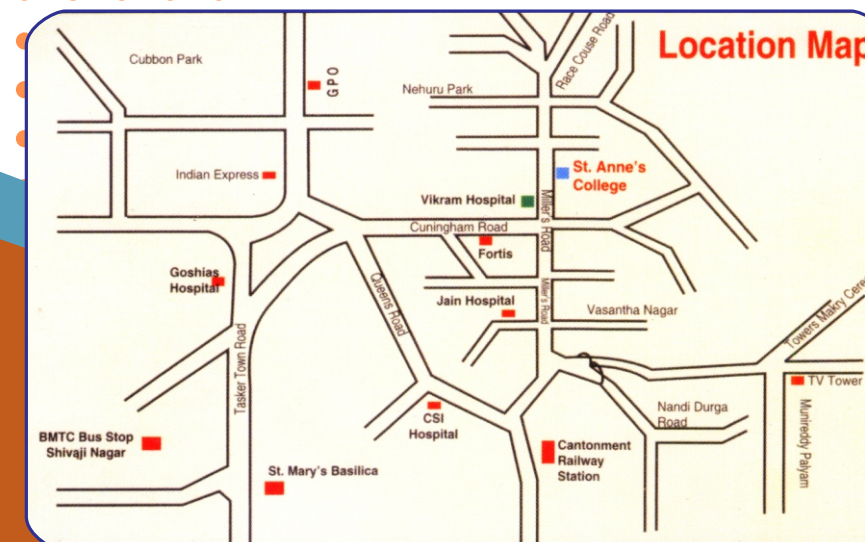 Location Map
Cubbon Park
GPO
Nehuru Park
Race Couse Road
Indian Express
St. Anne's
College
Vikram Hospital
Miller's Road
Cuningham Road
Fortis
Goshias
Hospital
Queens Road
Jain Hospital
Miler's Road
Vasantha Nagar
Towers Makry
Tasker Town Road
TV Tower
CSI
Hospital
Nandi Durga
Road
Munireddy Palyam
BMTC Bus Stop
Shivaji Nagar
Cantonment
Railway
Station
St. Mary's Basilica